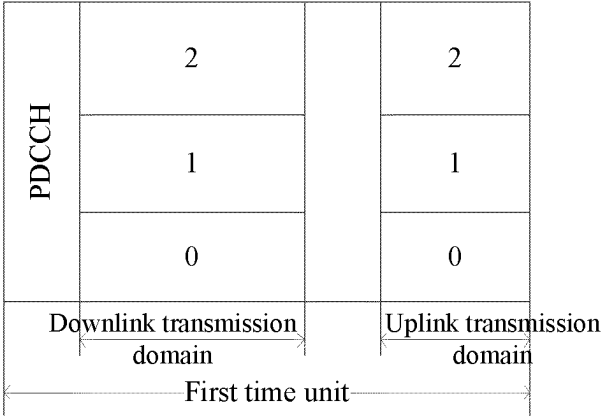 PDCCH
2
2
1
1
0
0
Downlink transmission
domain
Uplink transmission
domain
First time unit